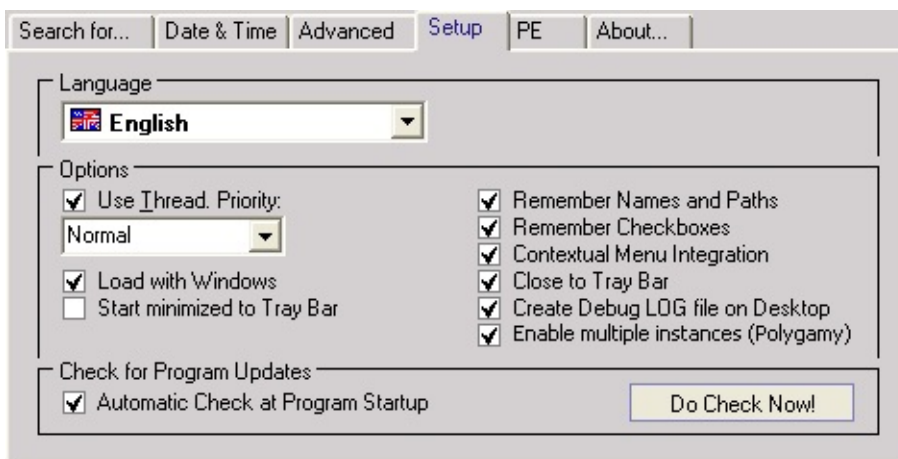 Search for...
Date & Time
Advanced
Setup
PE
About...
Language
English
Options
Use Thread. Priority:
Normal
Load with Windows
Start minimized to Tray Bar
Remember Names and Paths
Remember Checkboxes
Contextual Menu Integration
Close to Tray Bar
Create Debug LOG file on Desktop
Enable multiple instances (Polygamy)
Check for Program Updates
Automatic Check at Program Startup
Do Check Now!